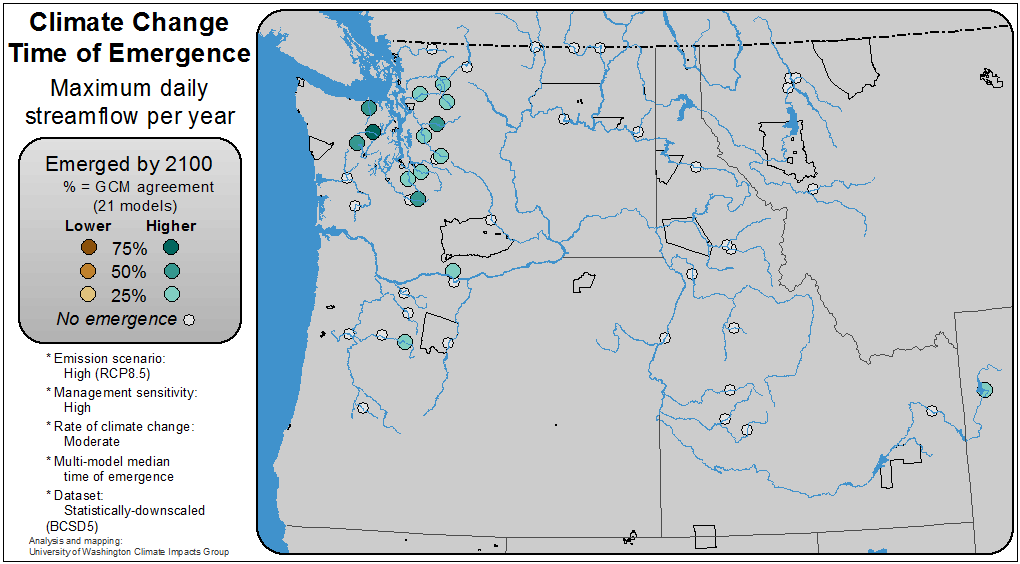 Climate Change
Time of Emergence
Maximum daily
streamflow per year
Emerged by 2100
% = GCM agreement
(21 models)
Lower Higher
75%
50%
25%
No emergence
* Emission scenario:
High (RCP8.5)
* Management sensitivity:
High
* Rate of climate change:
Moderate
* Multi-model median
time of emergence
* Dataset:
Statistically-downscaled
(BCSD5)
Analysis and mapping:
University of Washington Climate Impacts Group